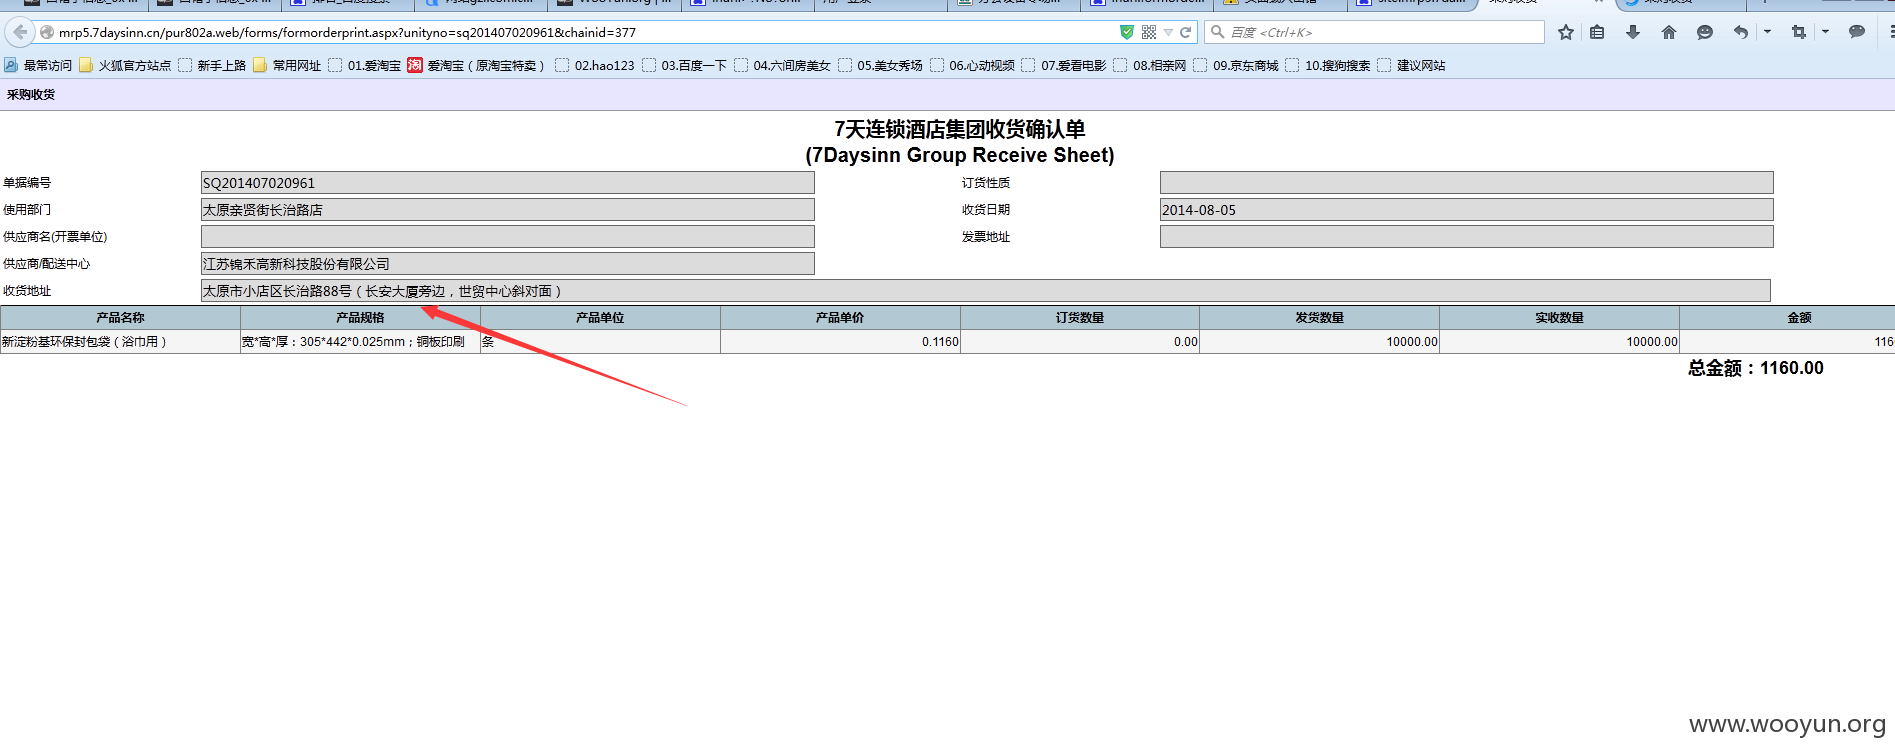 WooYun.org | ...
mrp5.7daysinn.cn/pur802a.web/forms/formorderprint.aspx?unityno=sq201407020961&chainid=377
百度 <Ctrl+K>
最常访问 火狐官方站点 新手上路 常用网址 01.爱淘宝 淘 爱淘宝（原淘宝特卖） 02.hao123 03.百度一下 04.六间房美女 05.美女秀场 06.心动视频 07.爱看电影 08.相亲网 09.京东商城 10.搜狗搜索 建议网站
采购收货
7天连锁酒店集团收货确认单
(7Daysinn Group Receive Sheet)
单据编号 SQ201407020961 订货性质
使用部门 太原亲贤街长治路店 收货日期 2014-08-05
供应商名(开票单位) 发票地址
供应商/配送中心 江苏锦禾高新科技股份有限公司
收货地址 太原市小店区长治路88号（长安大厦旁边，世贸中心斜对面）
产品名称 产品规格 产品单位 产品单价 订货数量 发货数量 实收数量 金额
新淀粉基环保封包袋（浴巾用） 宽*高*厚：305*442*0.025mm；铜板印刷 条 0.1160 0.00 10000.00 10000.00 116
总金额：1160.00
www.wooyun.org